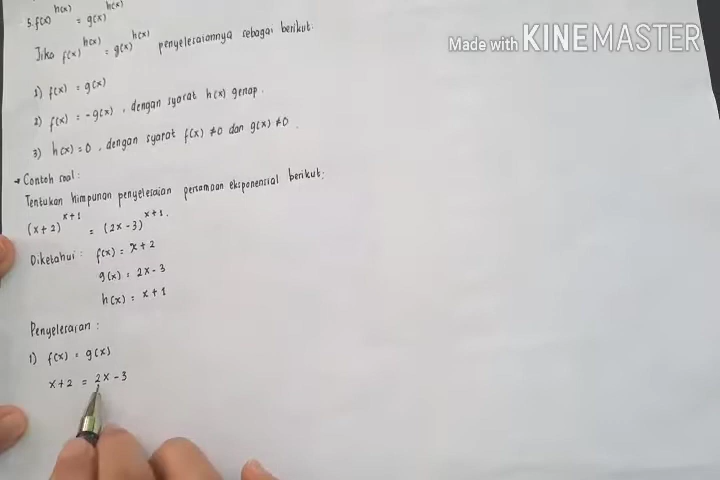 5. f(x)^h(x) = g(x)^h(x)
Made with KINEMASTER
Jika f(x)^h(x) = g(x)^h(x) penyelesaiannya sebagai berikut:
1) f(x) = g(x)
2) f(x) = -g(x), dengan syarat h(x) genap.
3) h(x) = 0, dengan syarat f(x) ≠ 0 dan g(x) ≠ 0.
→ Contoh soal:
Tentukan himpunan penyelesaian persamaan eksponensial berikut:
(x+2)^x+1 = (2x-3)^x+1.
Diketahui: f(x) = x+2
g(x) = 2x-3
h(x) = x+1
Penyelesaian:
1) f(x) = g(x)
x+2 = 2x-3